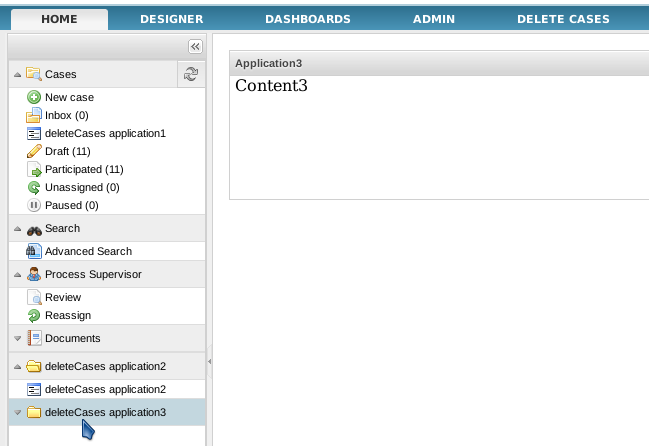 HOME DESIGNER DASHBOARDS ADMIN DELETE CASES
Cases
New case
Inbox (0)
deleteCases application1
Draft (11)
Participated (11)
Unassigned (0)
Paused (0)
Search
Advanced Search
Process Supervisor
Review
Reassign
Documents
deleteCases application2
deleteCases application2
deleteCases application3
Application3
Content3